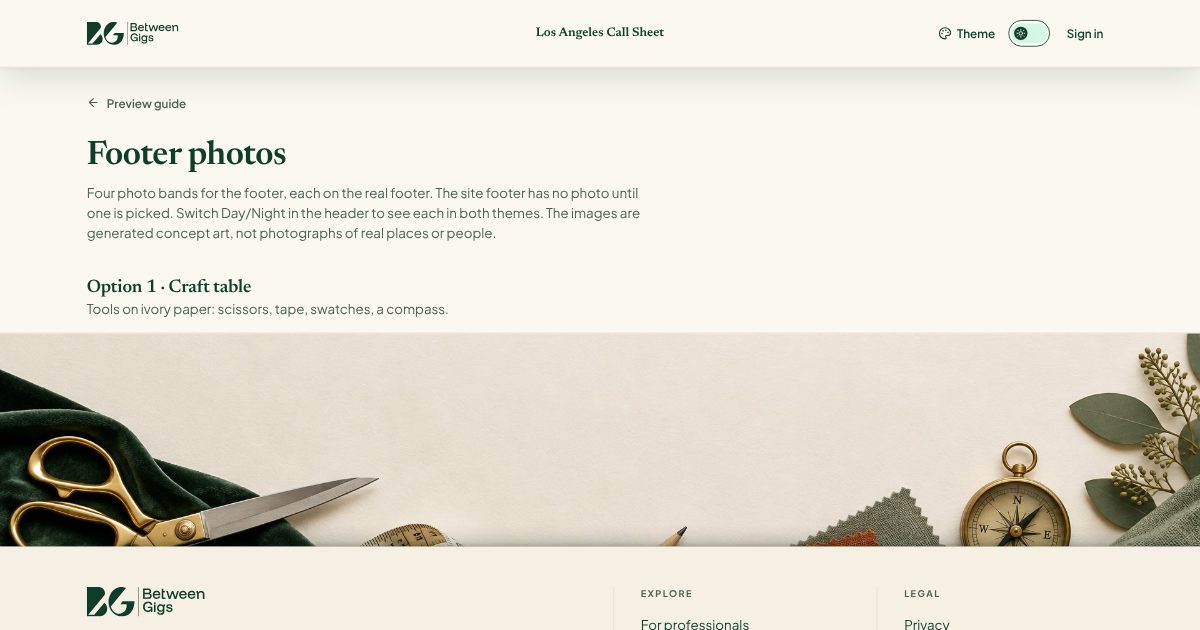 Between
Gigs
Los Angeles Call Sheet
Theme
Sign in
Preview guide
Footer photos
Four photo bands for the footer, each on the real footer. The site footer has no photo until
one is picked. Switch Day/Night in the header to see each in both themes. The images are
generated concept art, not photographs of real places or people.
Option 1 · Craft table
Tools on ivory paper: scissors, tape, swatches, a compass.
N
W
E
Between
Gigs
EXPLORE
LEGAL
For professionals
Privacy